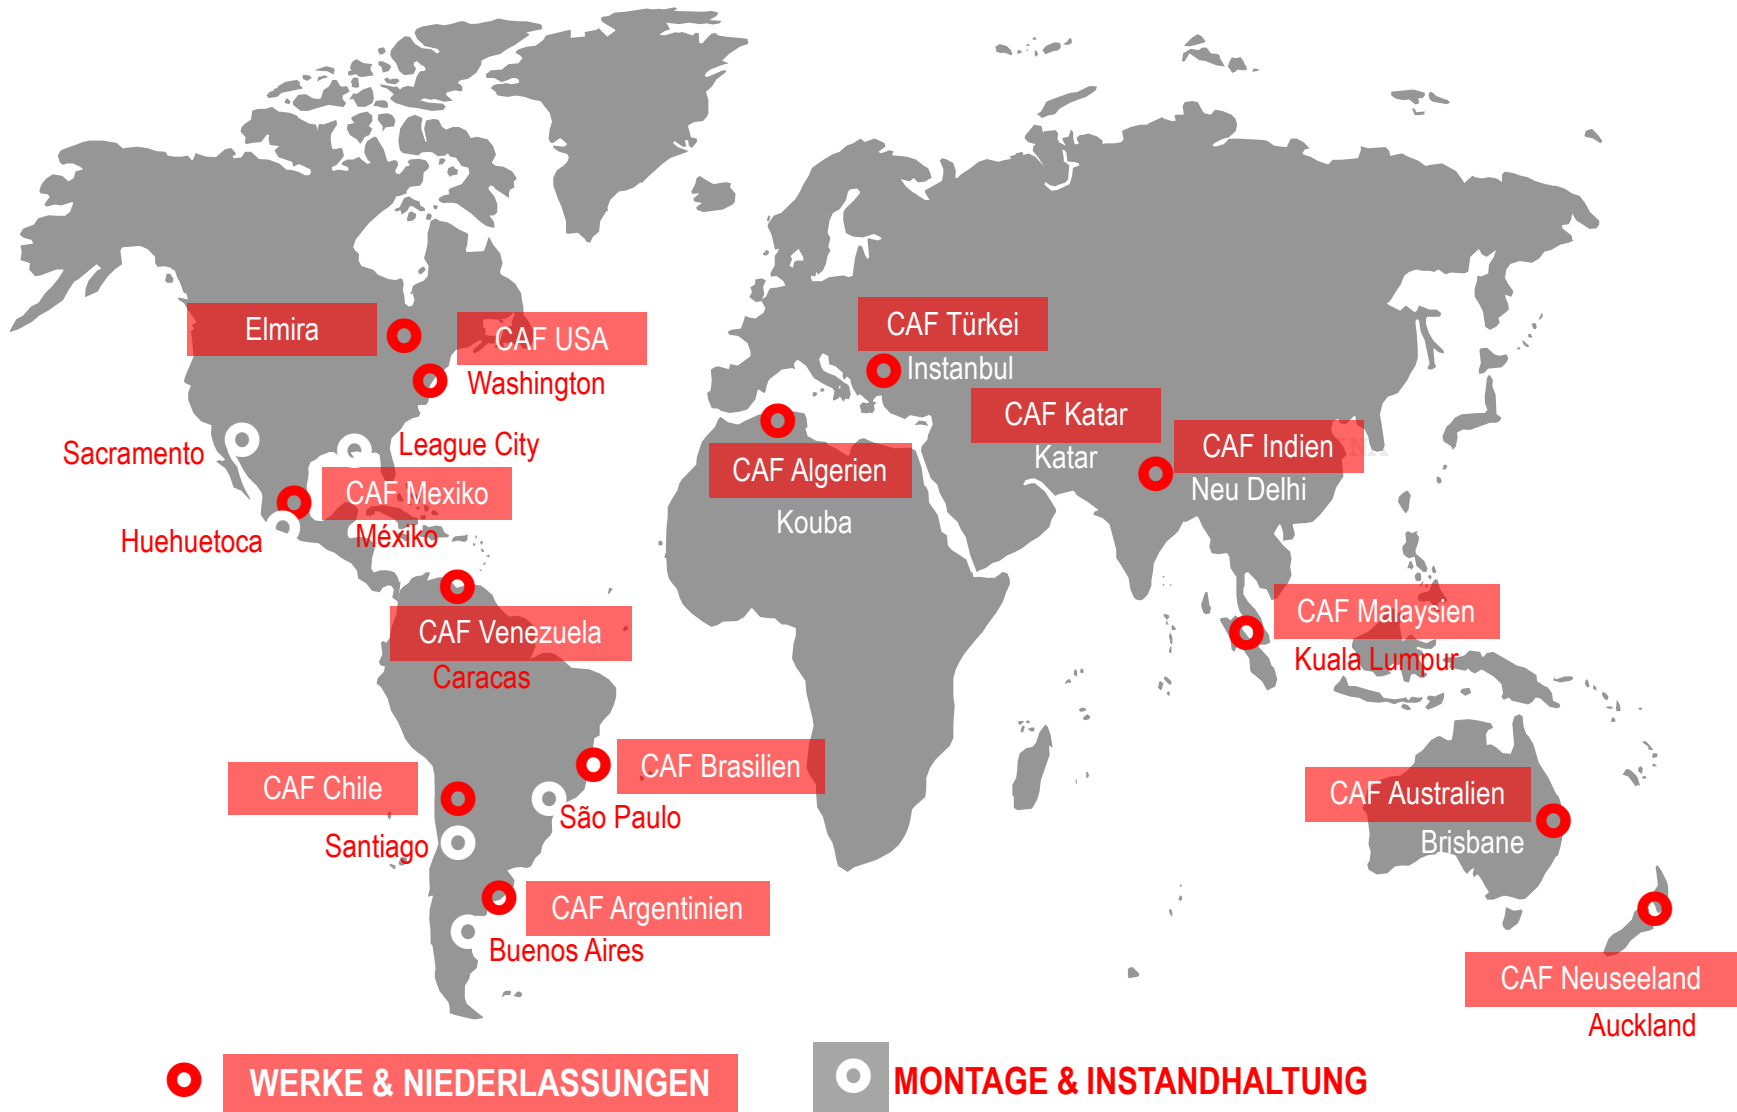 Elmira
CAF USA
Washington
CAF Türkei
Instanbul
Sacramento
League City
CAF Mexiko
Méxiko
Huehuetoca
CAF Algerien
Kouba
CAF Katar
Katar
CAF Indien
Neu Delhi
CAF Venezuela
Caracas
CAF Malaysien
Kuala Lumpur
CAF Brasilien
São Paulo
CAF Chile
Santiago
CAF Argentinien
Buenos Aires
CAF Australien
Brisbane
CAF Neuseeland
Auckland
WERKE & NIEDERLASSUNGEN
MONTAGE & INSTANDHALTUNG